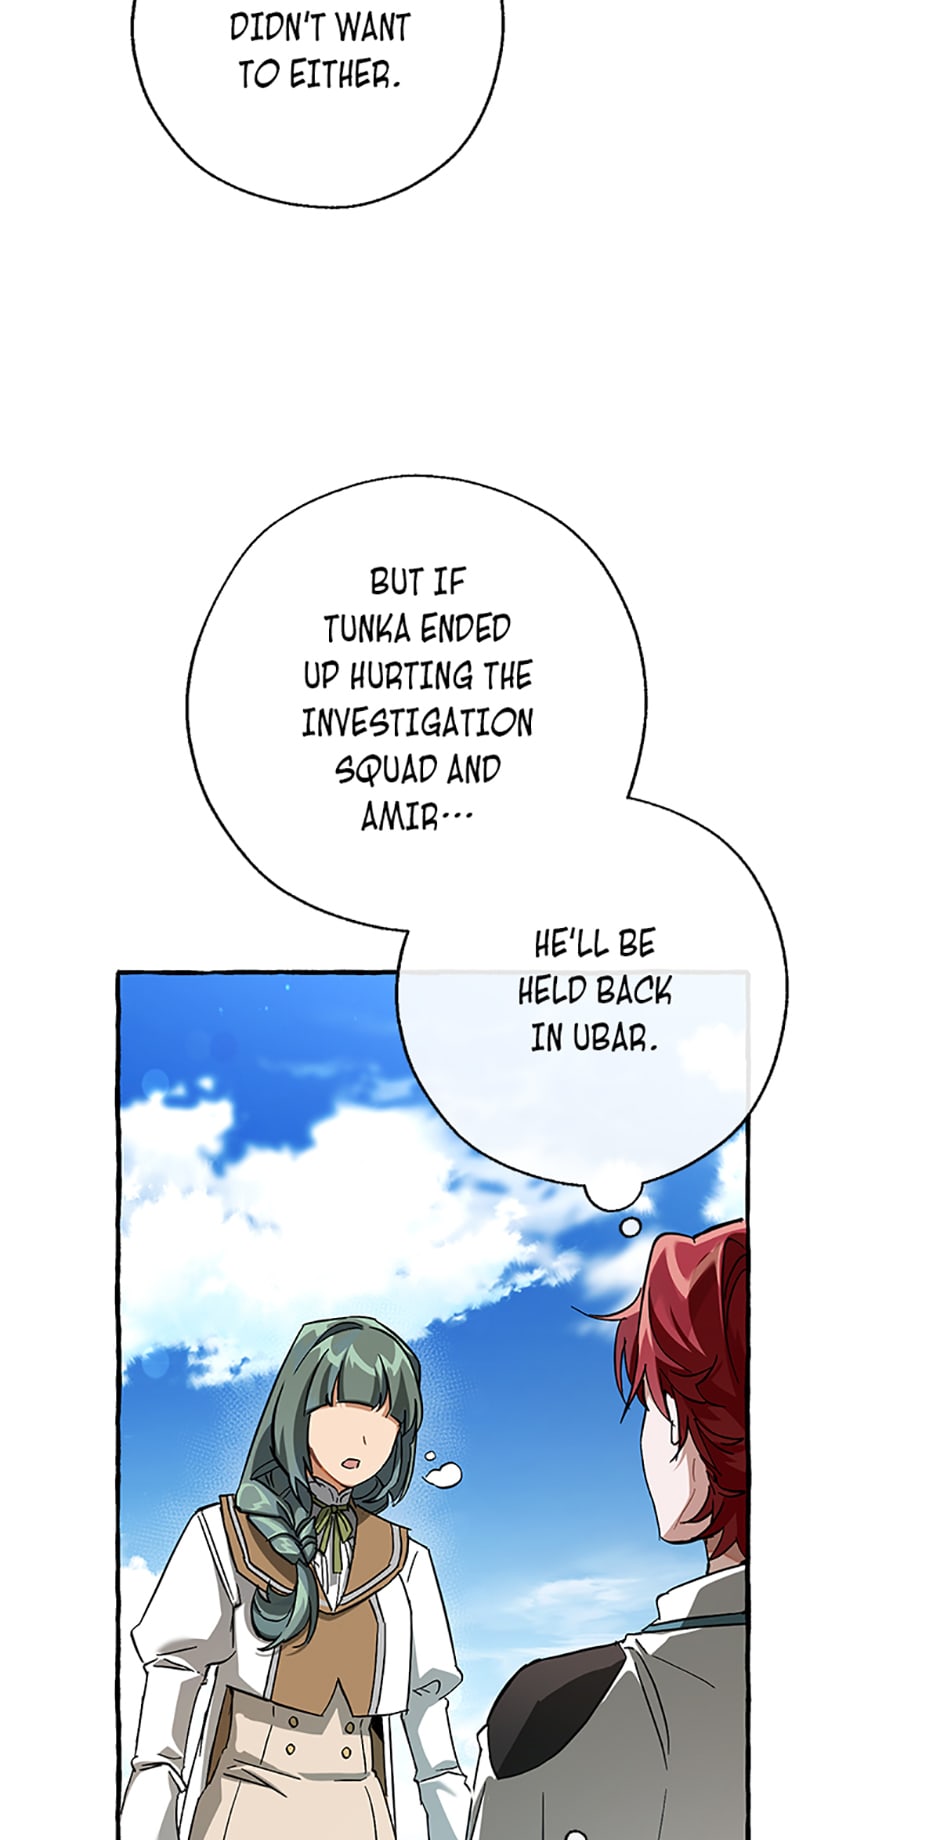 DIDN'T WANT
TO EITHER.
BUT IF
TUNKA ENDED
UP HURTING THE
INVESTIGATION
SQUAD AND
AMIR...
HE'LL BE
HELD BACK
IN UBAR.